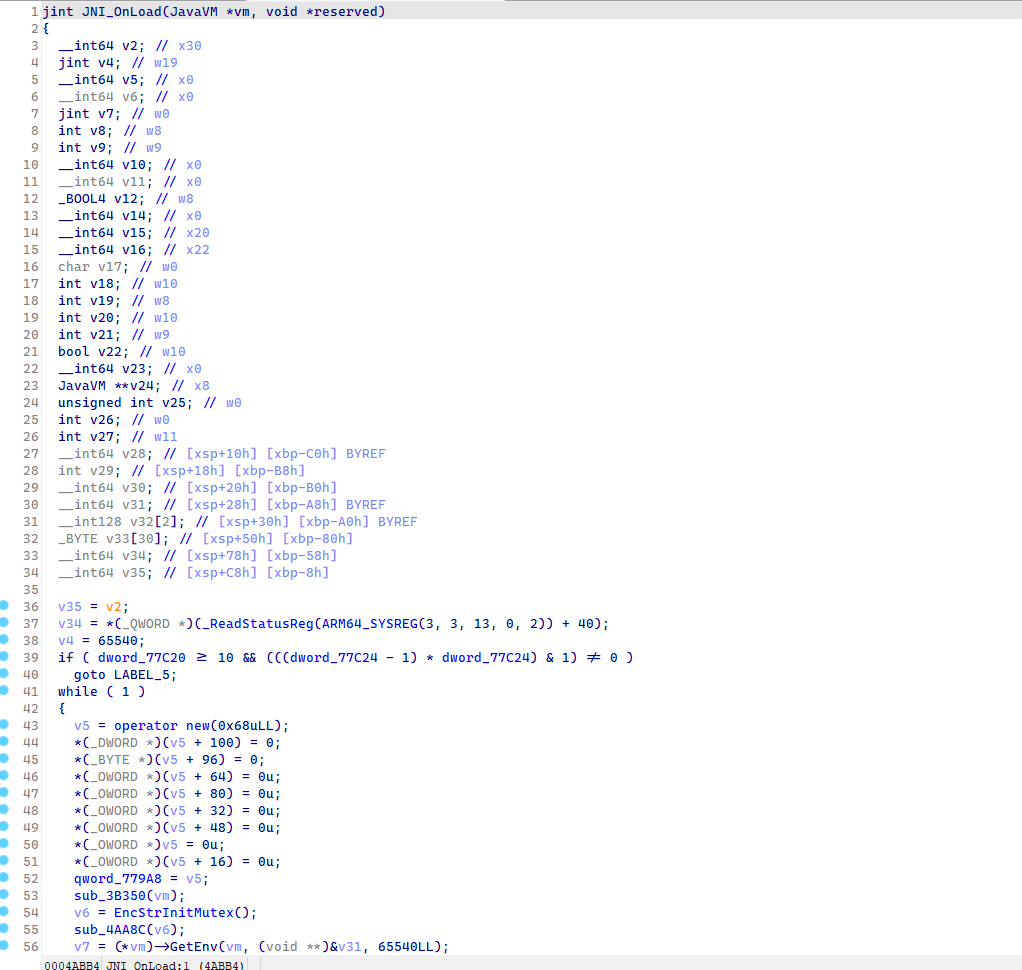 1 jint JNI_OnLoad(JavaVM *vm, void *reserved)
2 {
3 __int64 v2; // x30
4 jint v4; // w19
5 __int64 v5; // x0
6 __int64 v6; // x0
7 jint v7; // w0
8 int v8; // w8
9 int v9; // w9
10 __int64 v10; // x0
11 __int64 v11; // x0
12 _BOOL4 v12; // w8
13 __int64 v14; // x0
14 __int64 v15; // x20
15 __int64 v16; // x22
16 char v17; // w0
17 int v18; // w10
18 int v19; // w8
19 int v20; // w10
20 int v21; // w9
21 bool v22; // w10
22 __int64 v23; // x0
23 JavaVM **v24; // x8
24 unsigned int v25; // w0
25 int v26; // w0
26 int v27; // w11
27 __int64 v28; // [xsp+10h] [xbp-C0h] BYREF
28 int v29; // [xsp+18h] [xbp-B8h]
29 __int64 v30; // [xsp+20h] [xbp-B0h]
30 __int64 v31; // [xsp+28h] [xbp-A8h] BYREF
31 __int128 v32[2]; // [xsp+30h] [xbp-A0h] BYREF
32 _BYTE v33[30]; // [xsp+50h] [xbp-80h]
33 __int64 v34; // [xsp+78h] [xbp-58h]
34 __int64 v35; // [xsp+C8h] [xbp-8h]
35
36 v35 = v2;
37 v34 = *(_QWORD *)(_ReadStatusReg(ARM64_SYSREG(3, 3, 13, 0, 2)) + 40);
38 v4 = 65540;
39 if ( dword_77C20 ≥ 10 && (((dword_77C24 - 1) * dword_77C24) & 1) ≠ 0 )
40 goto LABEL_5;
41 while ( 1 )
42 {
43 v5 = operator new(0x68uLL);
44 *(_DWORD *)(v5 + 100) = 0;
45 *(_BYTE *)(v5 + 96) = 0;
46 *(_OWORD *)(v5 + 64) = 0u;
47 *(_OWORD *)(v5 + 80) = 0u;
48 *(_OWORD *)(v5 + 32) = 0u;
49 *(_OWORD *)(v5 + 48) = 0u;
50 *(_OWORD *)v5 = 0u;
51 *(_OWORD *)(v5 + 16) = 0u;
52 qword_779A8 = v5;
53 sub_3B350(vm);
54 v6 = EncStrInitMutex();
55 sub_4AA8C(v6);
56 v7 = (*vm)→GetEnv(vm, (void **)&v31, 65540LL);
0004ABB4 JNI_OnLoad:1 (4ABB4)